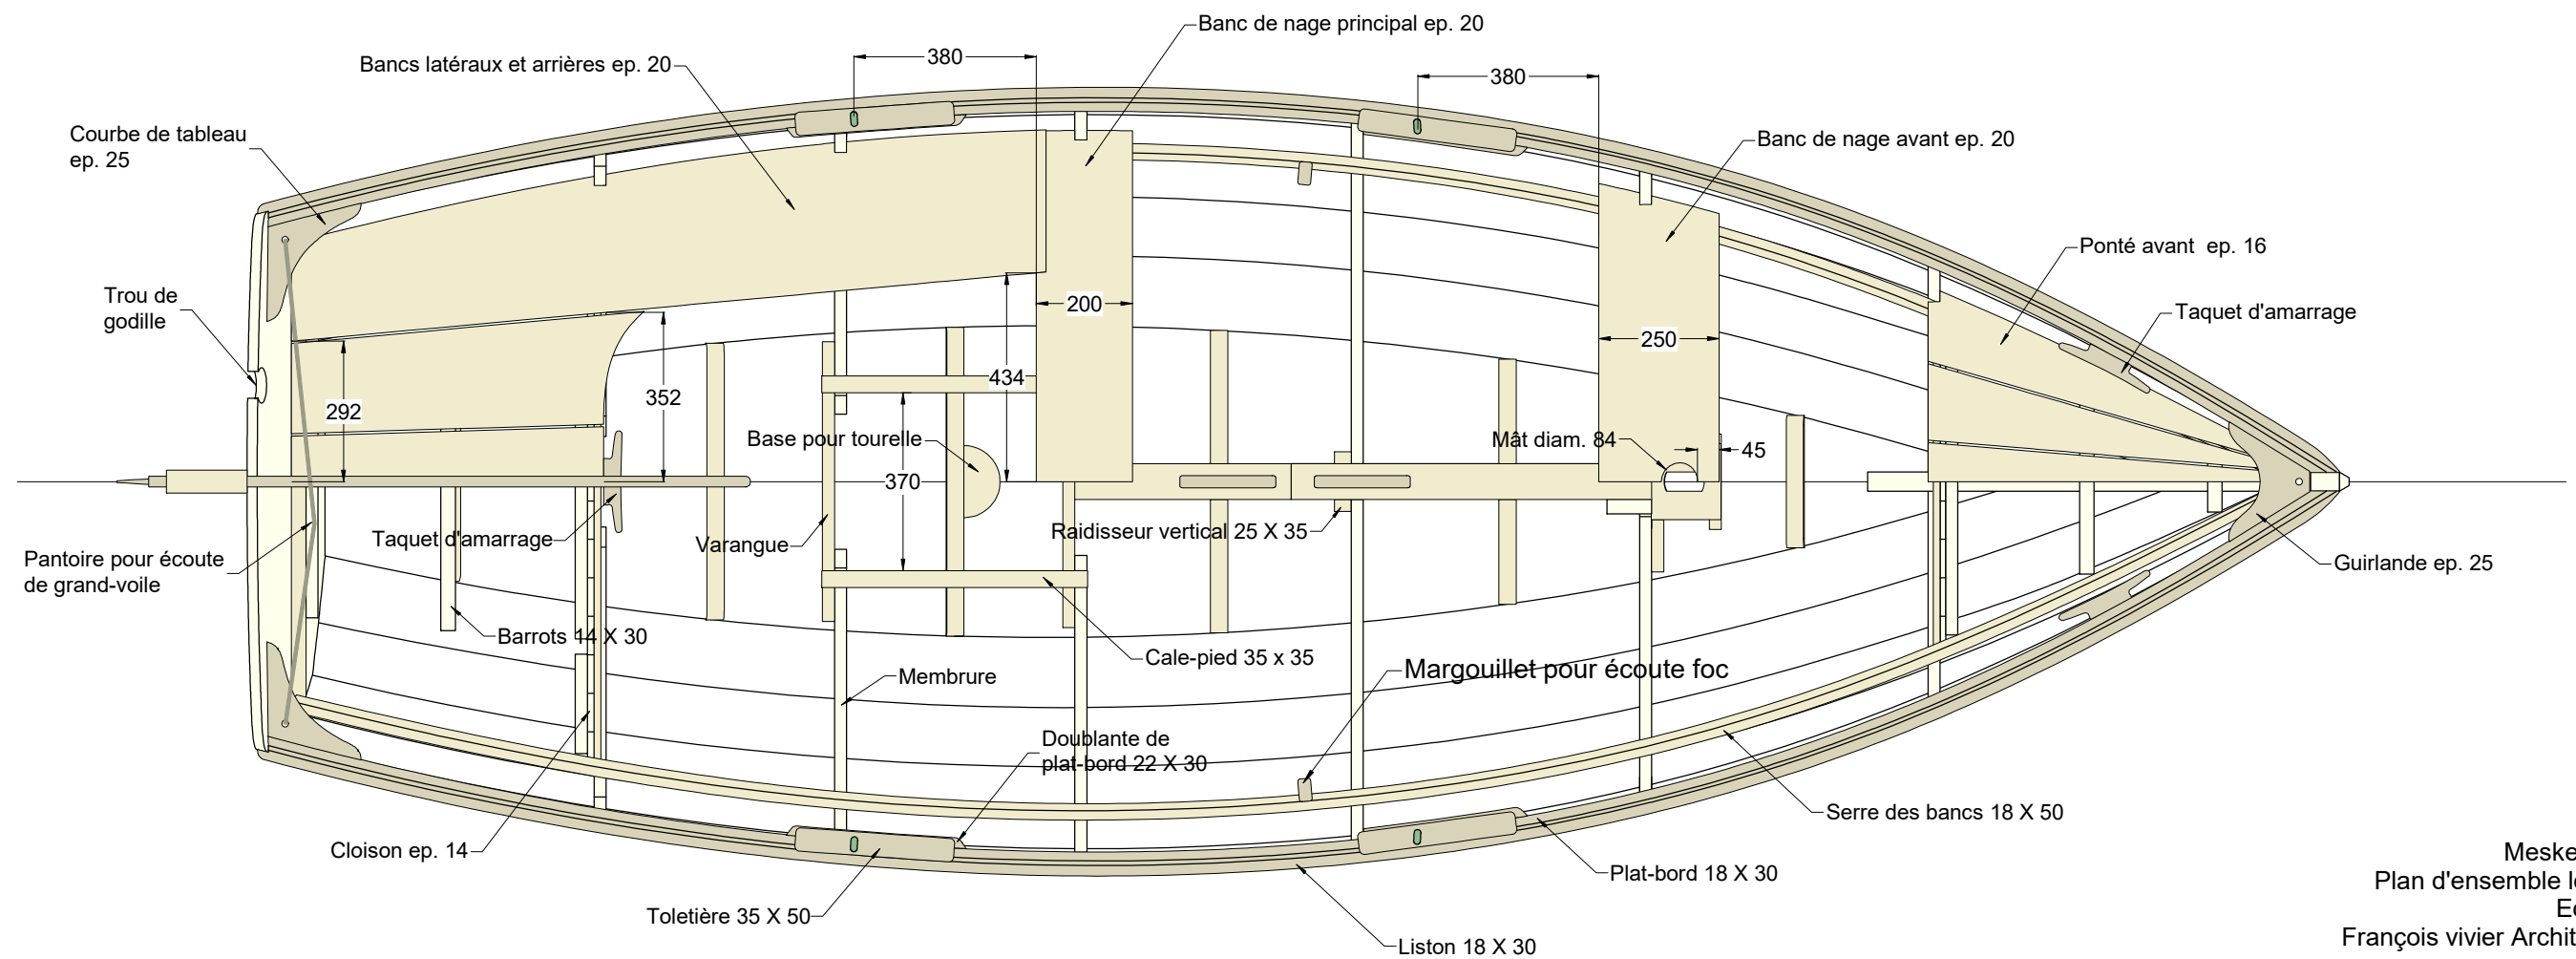 Banc de nage principal ep. 20
380
Bancs latéraux et arrières ep. 20
380
Courbe de tableau
ep. 25
Banc de nage avant ep. 20
Ponté avant  ep. 16
Trou de
godille
Taquet d'amarrage
200
250
434
352
292
Base pour tourelle
Mât diam. 84
45
370
Taquet d'amarrage
Varangue
Raidisseur vertical 25 X 35
Pantoire pour écoute
de grand-voile
Guirlande ep. 25
Barrots 14 X 30
Cale-pied 35 x 35
Membrure
Margouillet pour écoute foc
Doublante de
plat-bord 22 X 30
Serre des bancs 18 X 50
Cloison ep. 14
Plat-bord 18 X 30
Toletière 35 X 50
Liston 18 X 30
Meske
Plan d'ensemble l
E
François vivier Archit